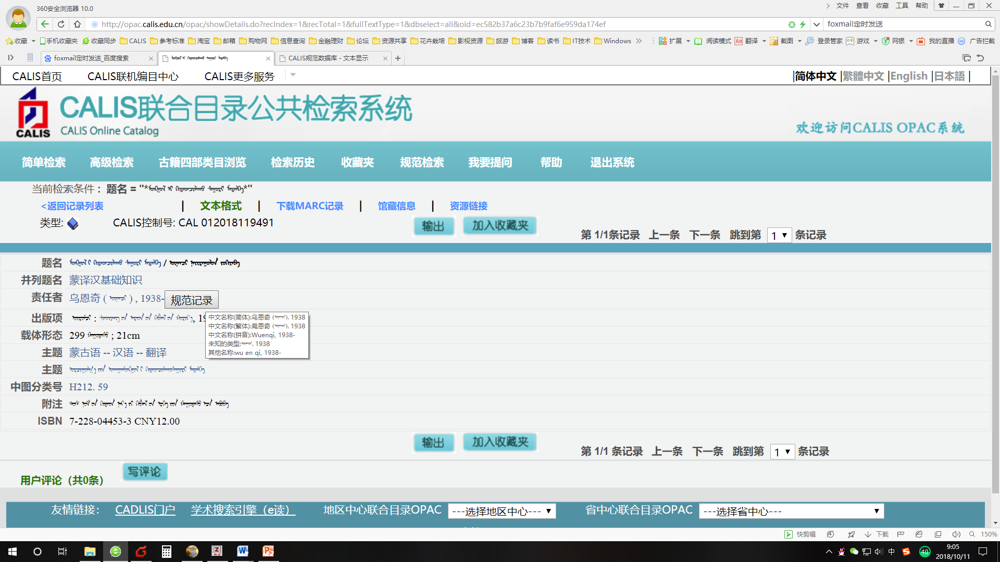 360安全浏览器 10.0
文件 查看 收藏 工具 帮助
http://opac.calis.edu.cn/opac/showDetails.do?recIndex=1&recTotal=1&fullTextType=1&dbselect=all&oid=ec582b37a6c23b7b9faf6e959da174ef
foxmail定时发送
收藏 手机收藏夹 收藏同步 CALIS 参考标准 淘宝 邮箱 购物网 信息查询 金融理财 论坛 资源共享 花卉栽培 影视资源 旅游 博客 读书 IT技术 Windows » 扩展 阅读模式 翻译 截图 登录管家 游戏 网银 我的直播 广告拦截
foxmail定时发送_百度搜索
CALIS规范数据库 - 文本显示
CALIS首页 CALIS联机编目中心 CALIS更多服务
|简体中文 |繁體中文 |English |日本語 |
CALIS联合目录公共检索系统
CALIS
CALIS Online Catalog
欢迎访问CALIS OPAC系统
简单检索 高级检索 古籍四部类目浏览 检索历史 收藏夹 规范检索 我要提问 帮助 退出系统
当前检索条件： 题名 = "* *"
<返回记录列表 | 文本格式 | 下载MARC记录 | 馆藏信息 | 资源链接
类型: CALIS控制号: CAL 012018119491
输出 加入收藏夹
第 1/1条记录 上一条 下一条 跳到第 1 条记录
题名 /
并列题名 蒙译汉基础知识
责任者 乌恩奇 ( ) , 1938- 规范记录
出版项 : , 19
中文名称(简体):乌恩奇 ( ), 1938
中文名称(繁体):烏恩奇 ( ), 1938
中文名称(拼音):Wuenqi, 1938-
未知的类型: , 1938
其他名称:wu en qi, 1938-
载体形态 299 ; 21cm
主题 蒙古语 -- 汉语 -- 翻译
主题
中图分类号 H212. 59
附注
ISBN 7-228-04453-3 CNY12.00
输出 加入收藏夹
第 1/1 条记录 上一条 下一条 跳到第 1 条记录
用户评论（共0条） 写评论
友情链接： CADLIS门户 学术搜索引擎（e读） 地区中心联合目录OPAC ---选择地区中心--- 省中心联合目录OPAC ---选择省中心---
快剪辑 下载 150%
中 40 9:05
2018/10/11